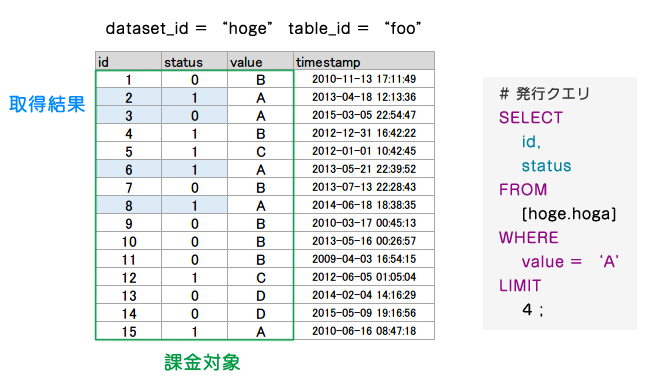 dataset_id = “hoge” table_id = “foo”
id status value timestamp
1 0 B 2010-11-13 17:11:49
2 1 A 2013-04-18 12:13:36
3 0 A 2015-03-05 22:54:47
4 1 B 2012-12-31 16:42:22
5 1 C 2012-01-01 10:42:45
6 1 A 2013-05-21 22:39:52
7 0 B 2013-07-13 22:28:43
8 1 A 2014-06-18 18:38:35
9 0 B 2010-03-17 00:45:13
10 0 B 2013-05-16 00:26:57
11 0 B 2009-04-03 16:54:15
12 1 C 2012-06-05 01:05:04
13 0 D 2014-02-04 14:16:29
14 0 D 2015-05-09 19:16:56
15 1 A 2010-06-16 08:47:18
取得結果
課金対象
# 発行クエリ
SELECT
id,
status
FROM
[hoge.hoga]
WHERE
value = ‘A’
LIMIT
4 ;